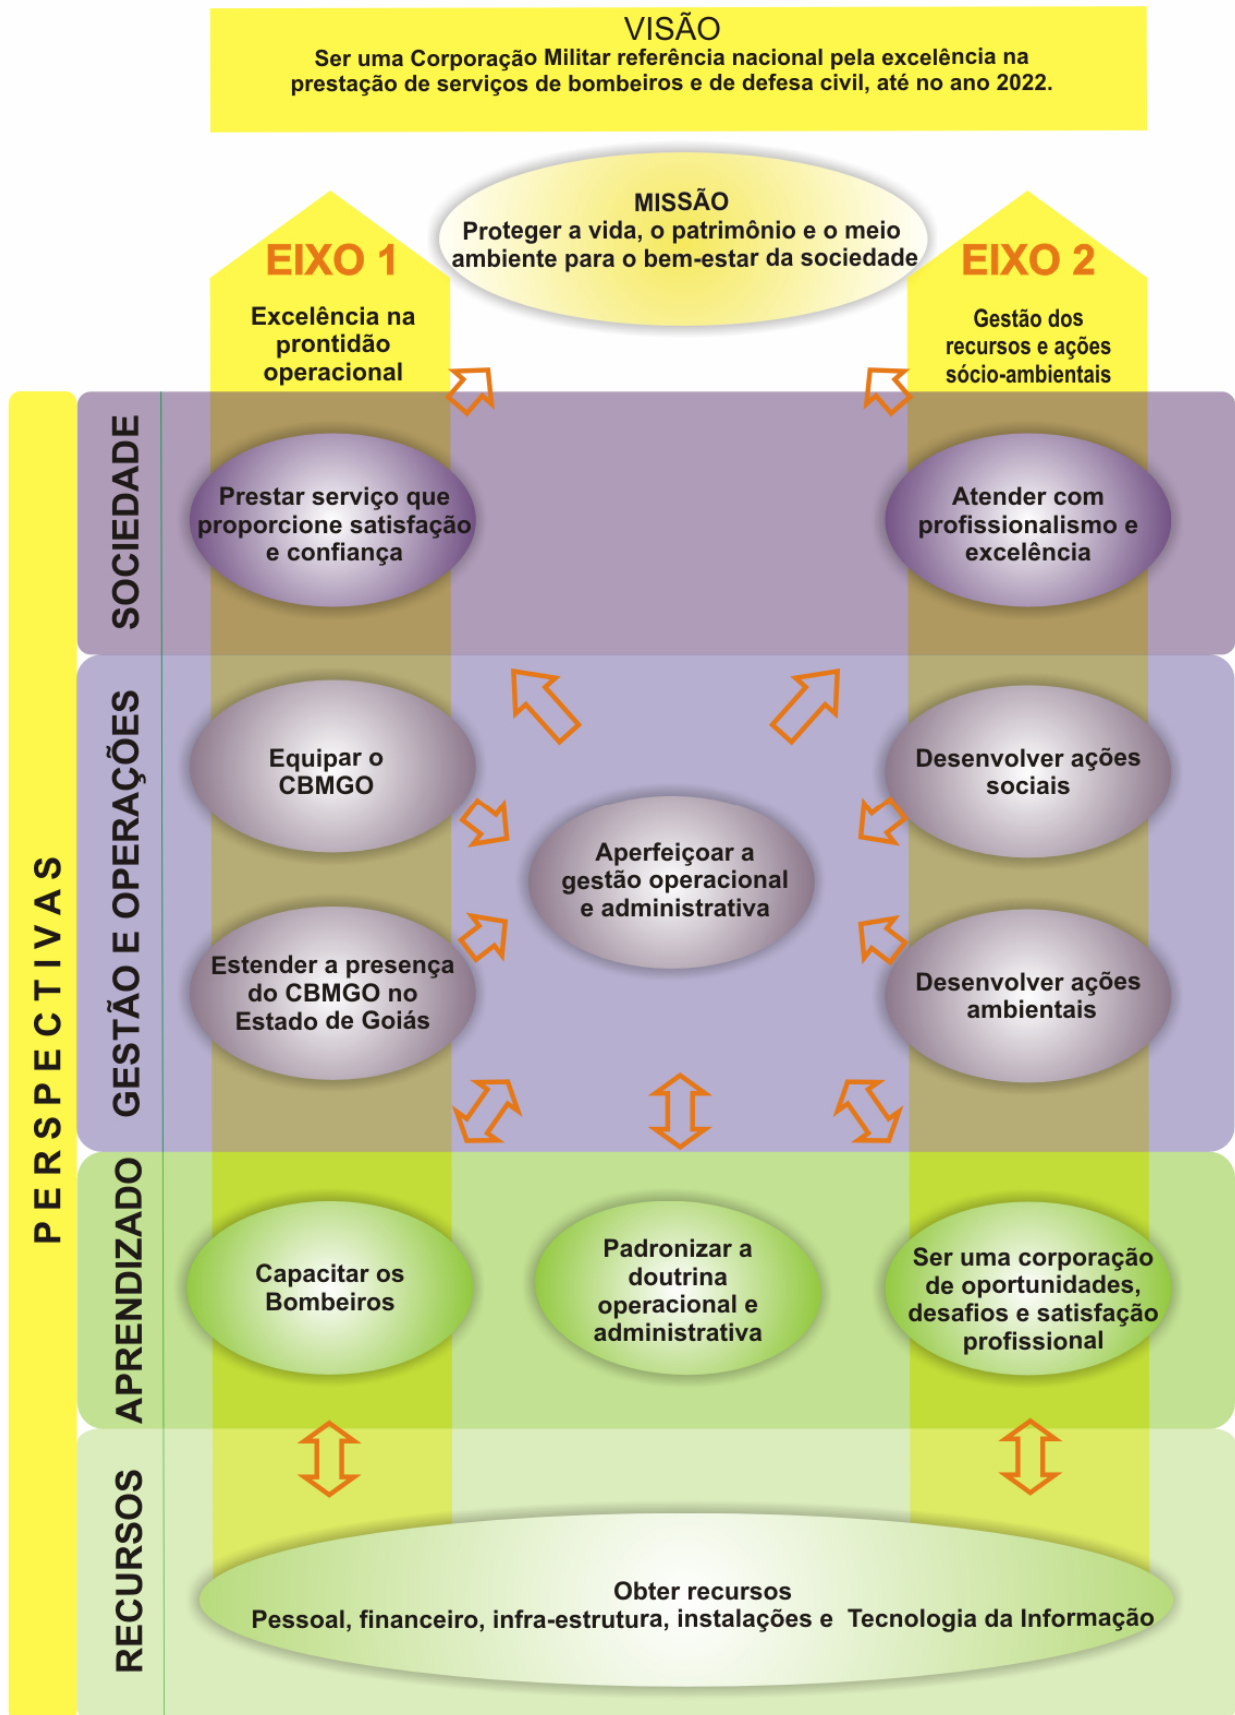 VISÃO
Ser uma Corporação Militar referência nacional pela excelência na
prestação de serviços de bombeiros e de defesa civil, até no ano 2022.
MISSÃO
Proteger a vida, o patrimônio e o meio
ambiente para o bem-estar da sociedade
EIXO 1
Excelência na
prontidão
operacional
EIXO 2
Gestão dos
recursos e ações
sócio-ambientais
PERSPECTIVAS
SOCIEDADE
Prestar serviço que
proporcione satisfação
e confiança
Atender com
profissionalismo e
excelência
GESTÃO E OPERAÇÕES
Equipar o
CBMGO
Desenvolver ações
sociais
Aperfeiçoar a
gestão operacional
e administrativa
Estender a presença
do CBMGO no
Estado de Goiás
Desenvolver ações
ambientais
APRENDIZADO
Capacitar os
Bombeiros
Padronizar a
doutrina
operacional e
administrativa
Ser uma corporação
de oportunidades,
desafios e satisfação
profissional
RECURSOS
Obter recursos
Pessoal, financeiro, infra-estrutura, instalações e Tecnologia da Informação